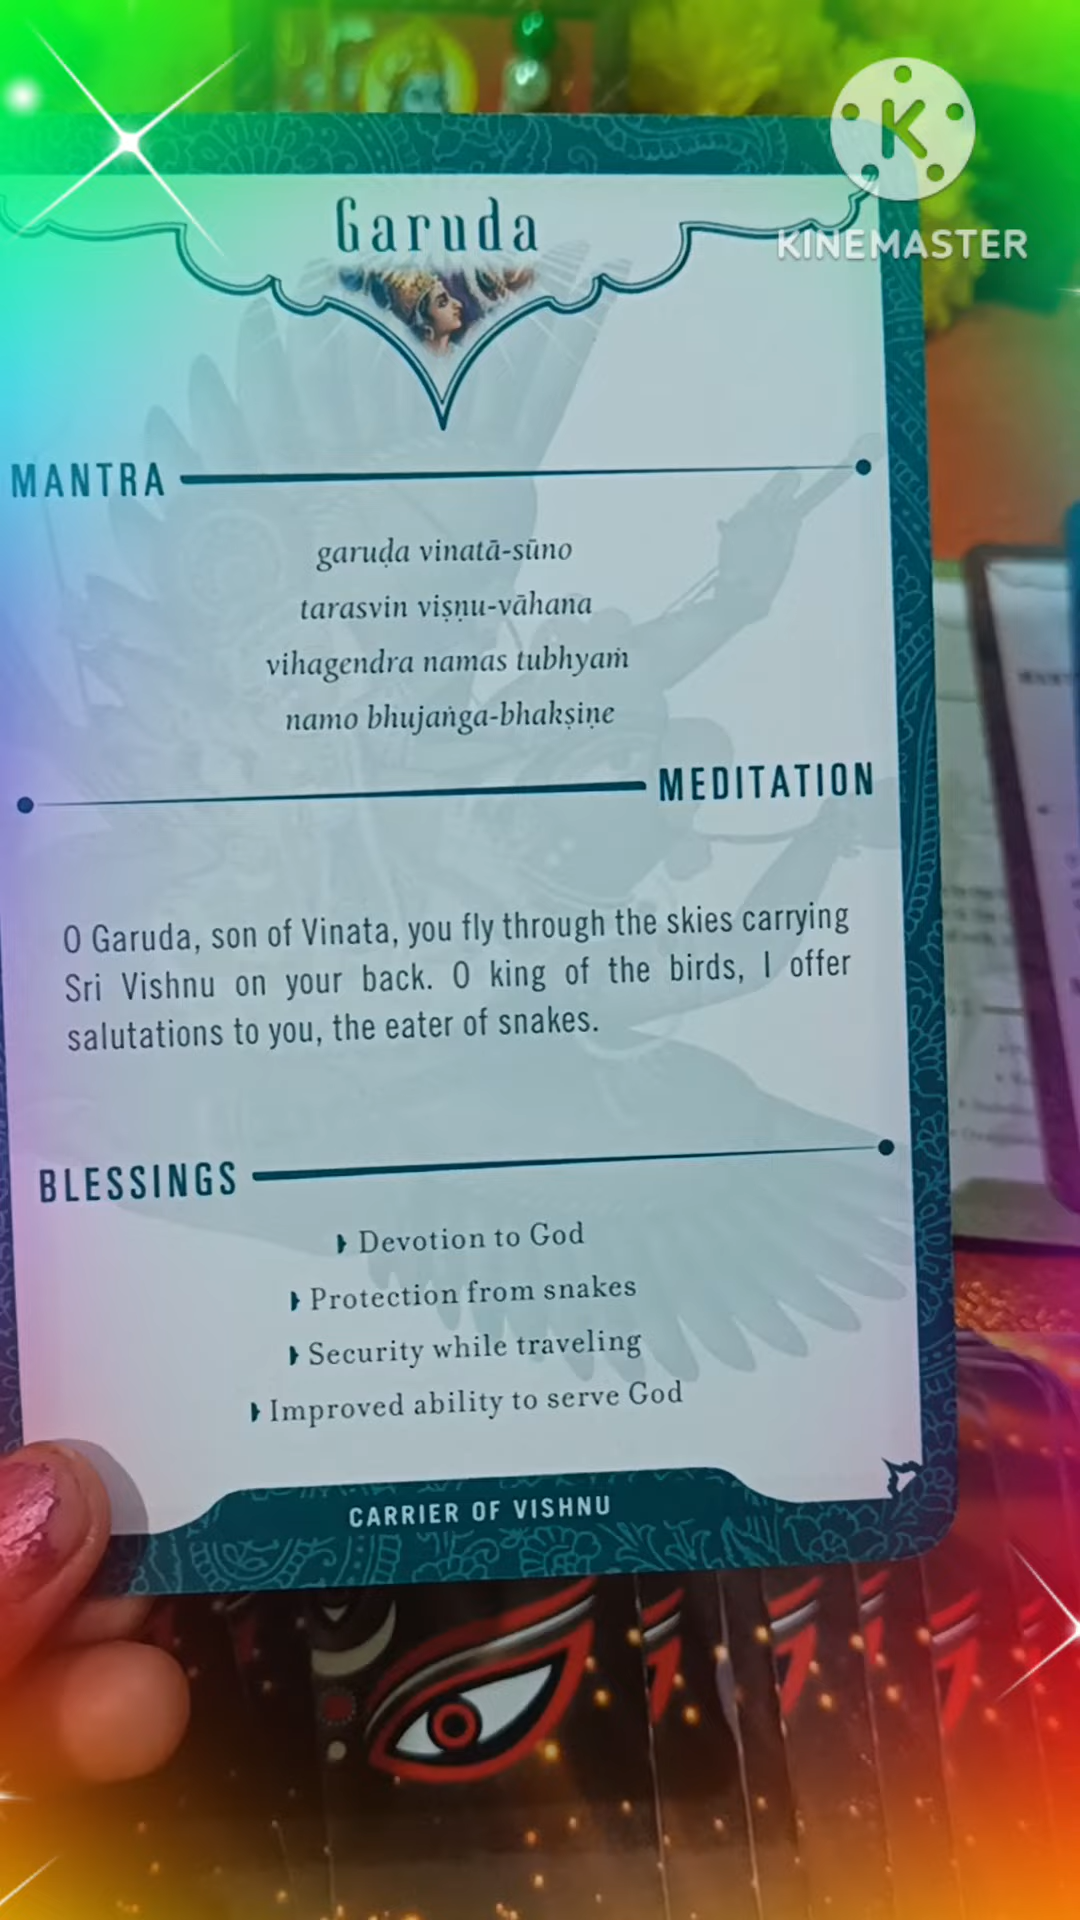 K
KINEMASTER
Garuda
MANTRA
garuḍa vinatā-sūno
tarasvin viṣṇu-vāhana
vihagendra namas tubhyaṁ
namo bhujaṅga-bhakṣiṇe
MEDITATION
O Garuda, son of Vinata, you fly through the skies carrying
Sri Vishnu on your back. O king of the birds, I offer
salutations to you, the eater of snakes.
BLESSINGS
Devotion to God
Protection from snakes
Security while traveling
Improved ability to serve God
CARRIER OF VISHNU